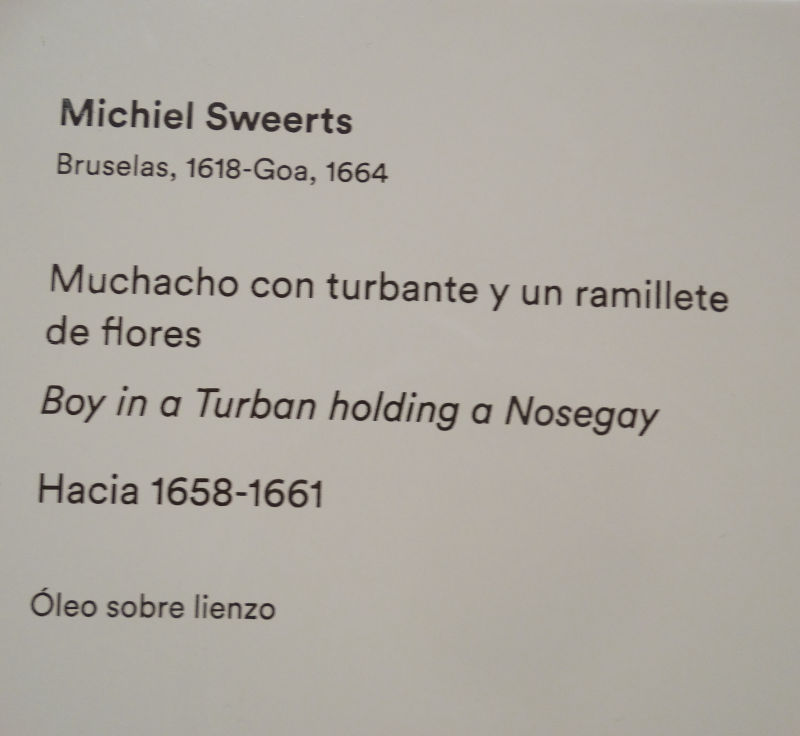 Michiel Sweerts
Bruselas, 1618-Goa, 1664
Muchacho con turbante y un ramillete
de flores
Boy in a Turban holding a Nosegay
Hacia 1658-1661
Óleo sobre lienzo